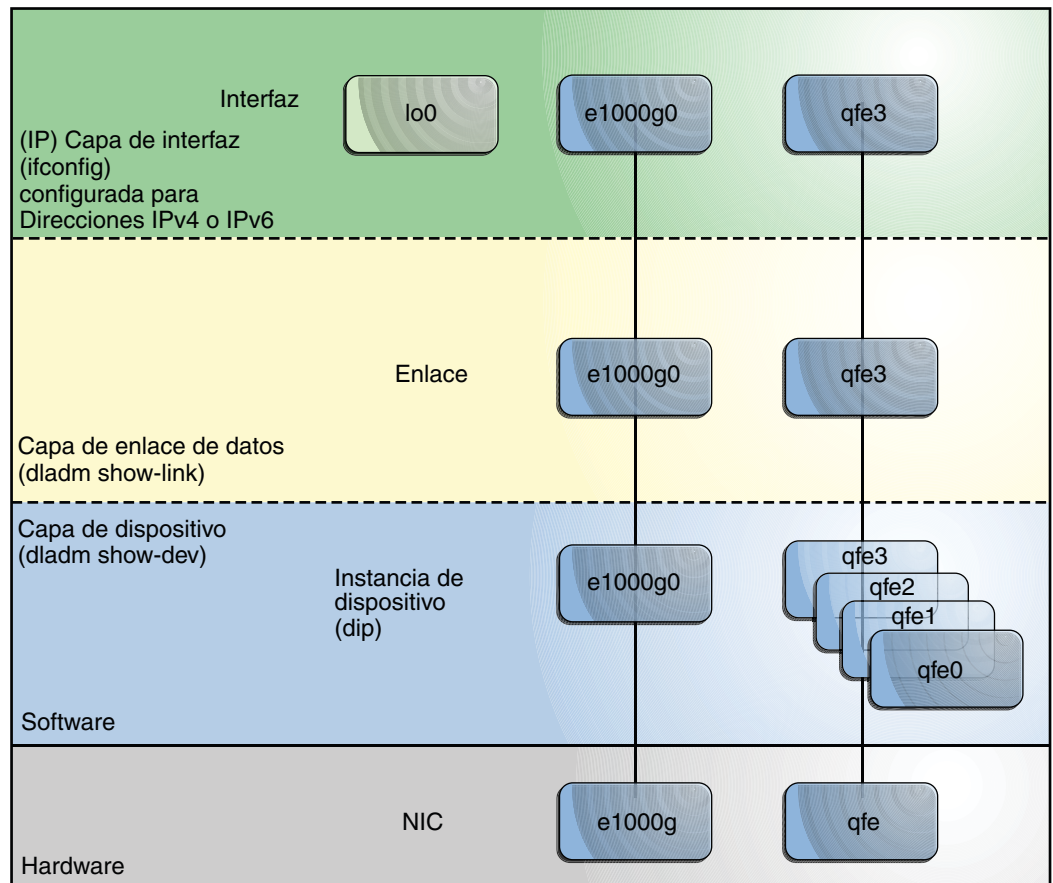 Interfaz
lo0
e1000g0
qfe3
(IP) Capa de interfaz
(ifconfig)
configurada para
Direcciones IPv4 o IPv6
Enlace
e1000g0
qfe3
Capa de enlace de datos
(dladm show-link)
Capa de dispositivo
(dladm show-dev)
Instancia de
dispositivo
(dip)
e1000g0
qfe3
qfe2
qfe1
qfe0
Software
NIC
e1000g
qfe
Hardware